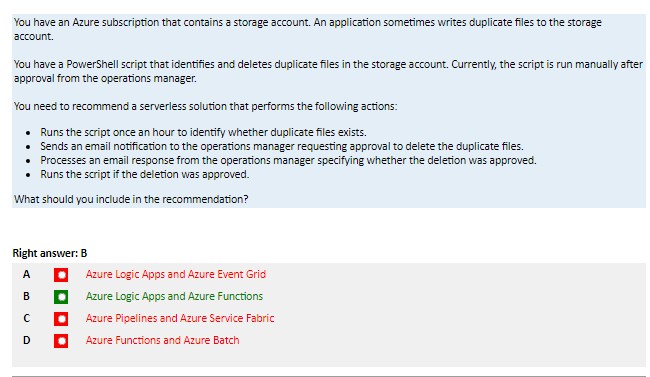 You have an Azure subscription that contains a storage account. An application sometimes writes duplicate files to the storage
account.
You have a PowerShell script that identifies and deletes duplicate files in the storage account. Currently, the script is run manually after
approval from the operations manager.
You need to recommend a serverless solution that performs the following actions:
• Runs the script once an hour to identify whether duplicate files exists.
• Sends an email notification to the operations manager requesting approval to delete the duplicate files.
• Processes an email response from the operations manager specifying whether the deletion was approved.
• Runs the script if the deletion was approved.
What should you include in the recommendation?
Right answer: B
A Azure Logic Apps and Azure Event Grid
B Azure Logic Apps and Azure Functions
C Azure Pipelines and Azure Service Fabric
D Azure Functions and Azure Batch